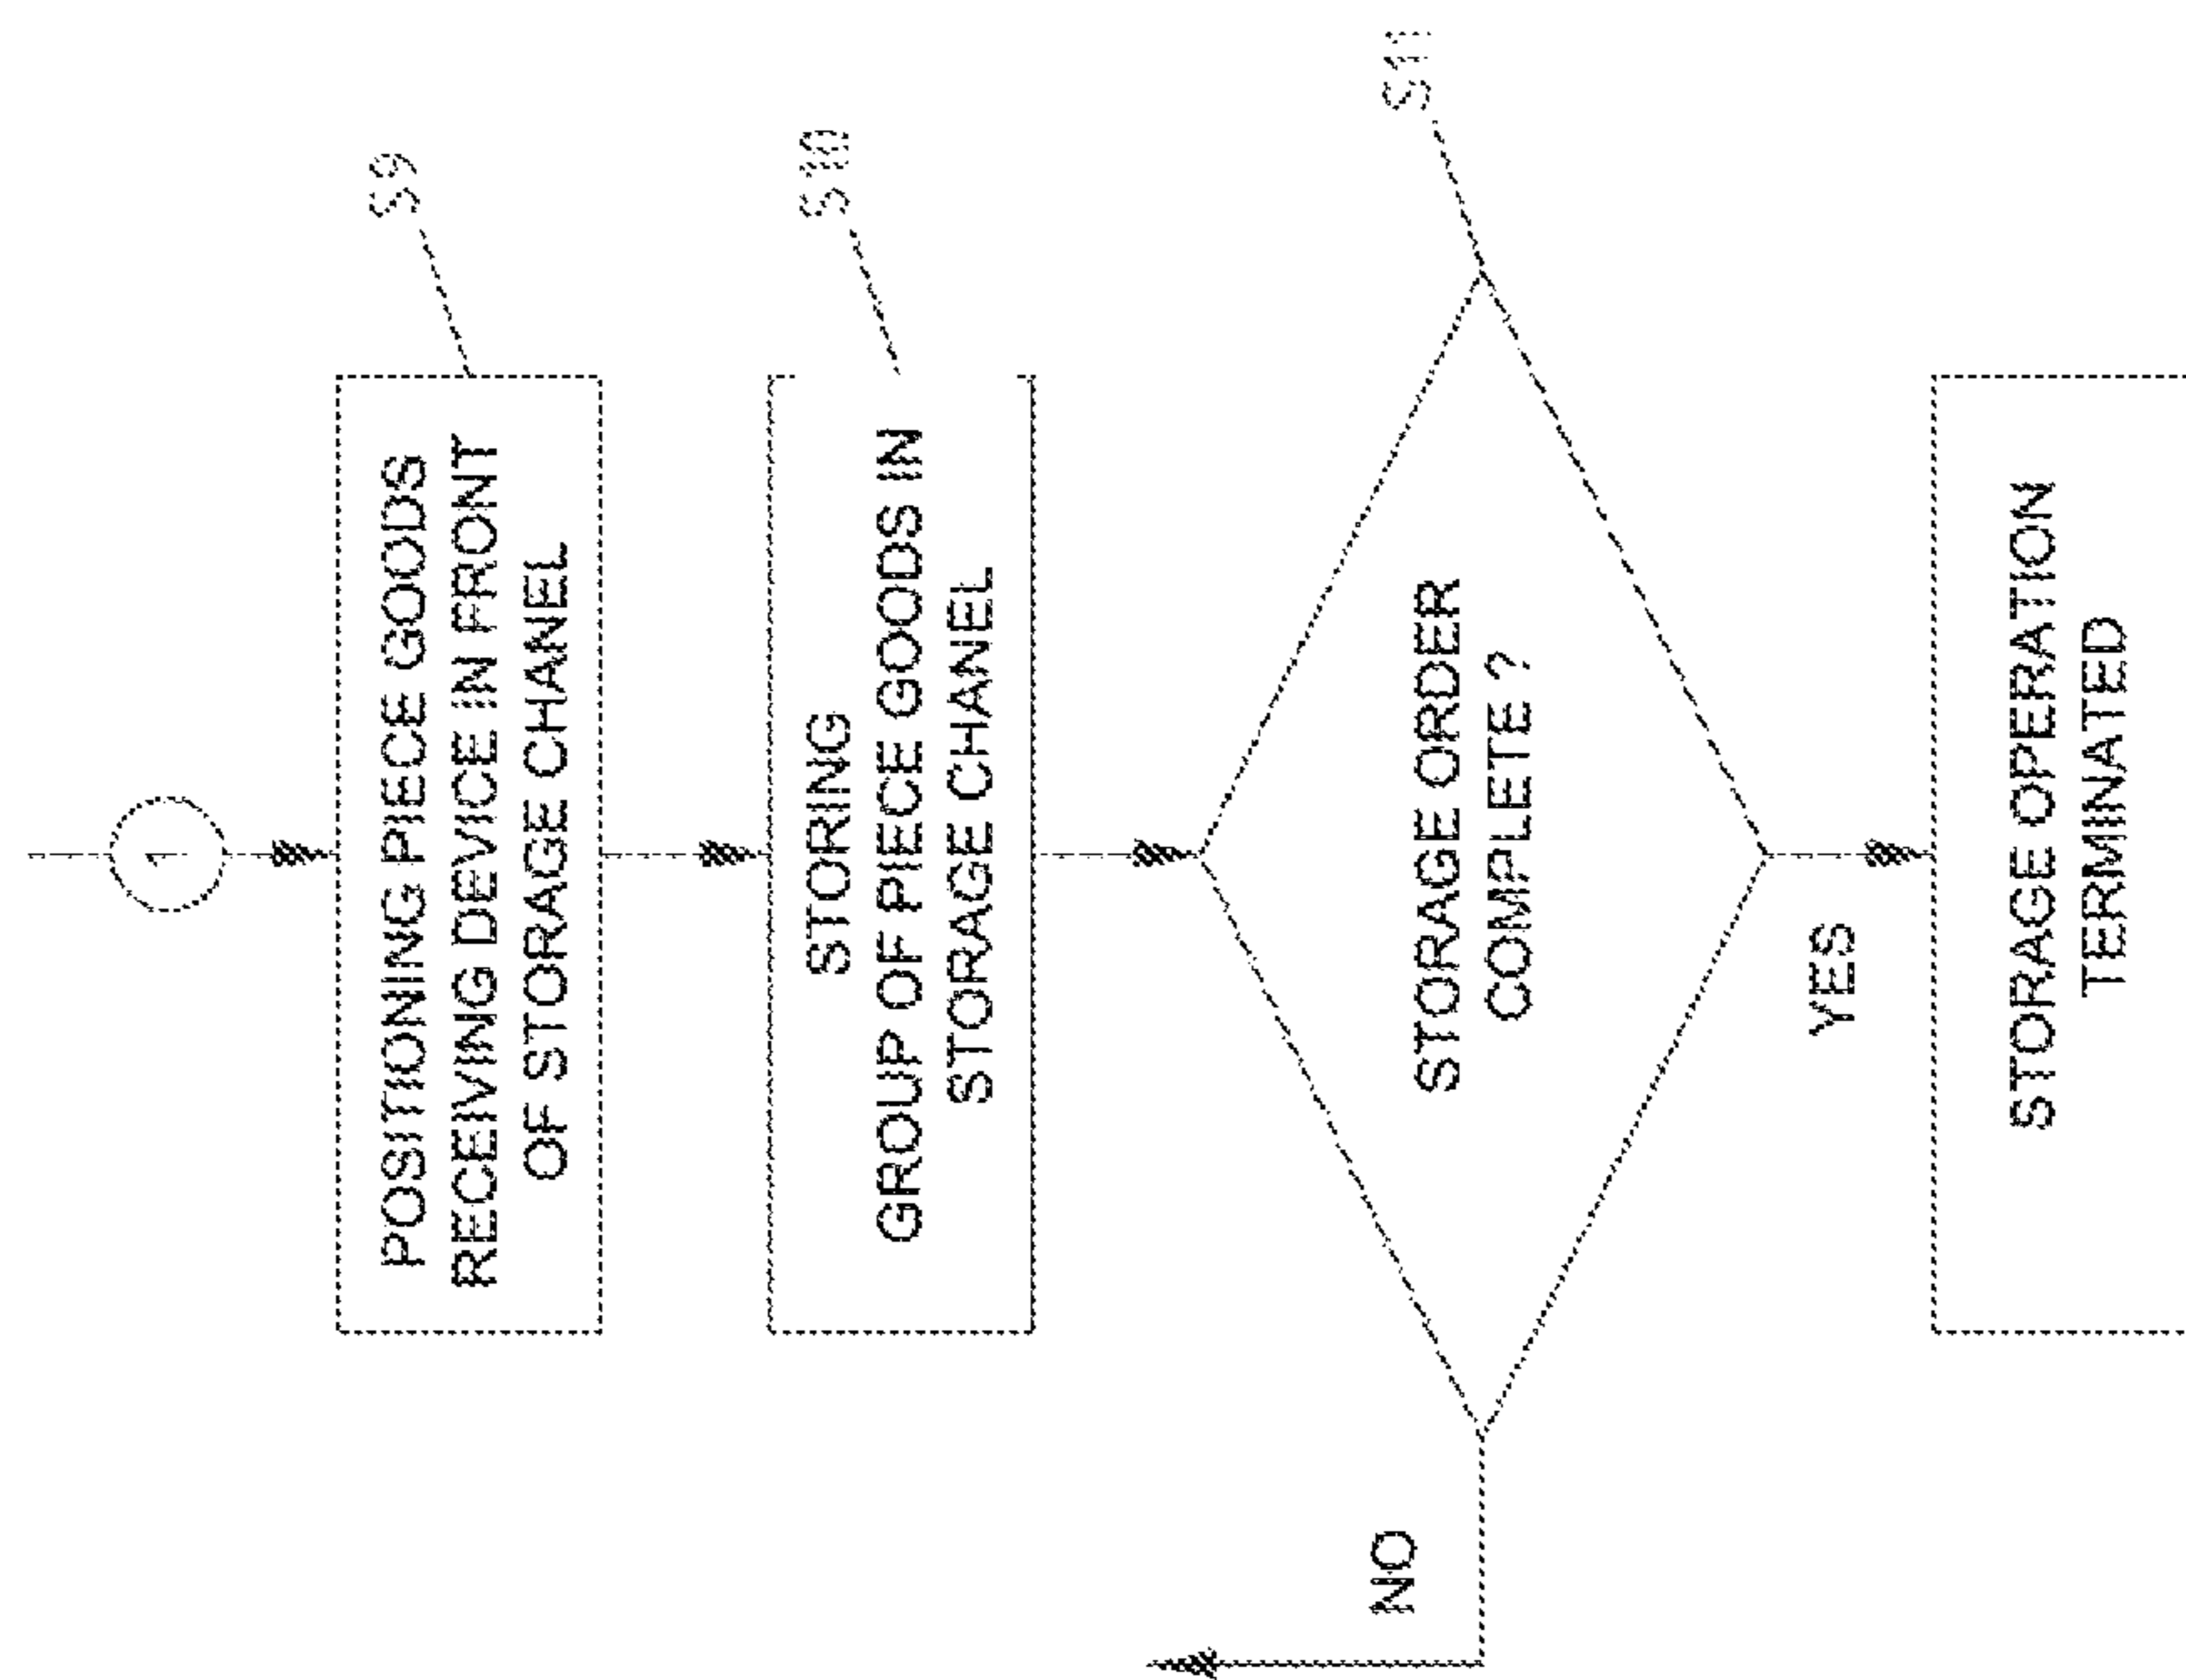 1
S9
POSITIONING PIECE GOODS
RECEIVING DEVICE IN FRONT
OF STORAGE CHANEL
S10
STORING
GROUP OF PIECE GOODS IN
STORAGE CHANEL
S11
STORAGE ORDER
COMPLETE ?
NO
YES
STORAGE OPERATION
TERMINATED